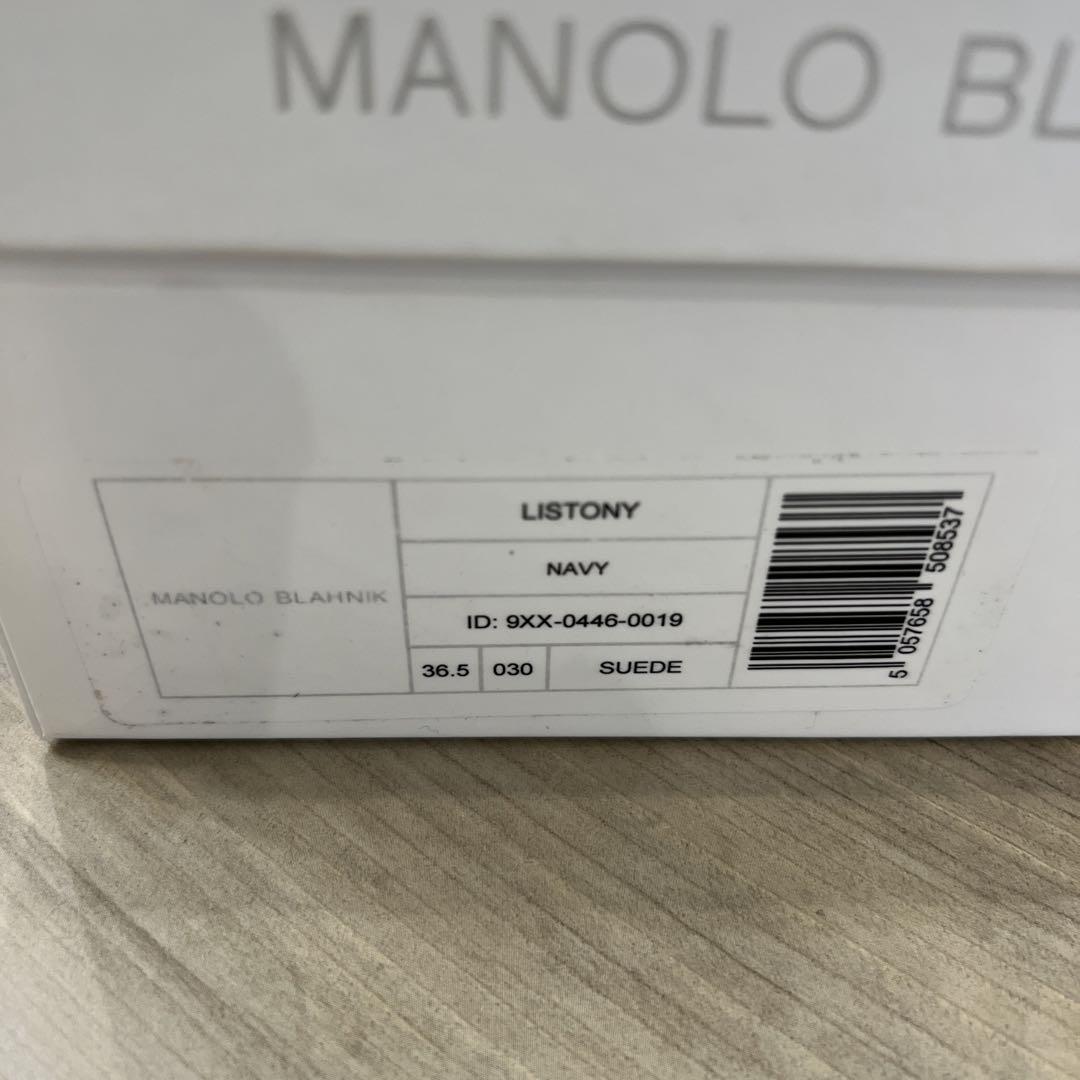 MANOLO BL
MANOLO BLAHNIK
LISTONY
NAVY
ID: 9XX-0446-0019
36.5 030 SUEDE
5 057658 508537